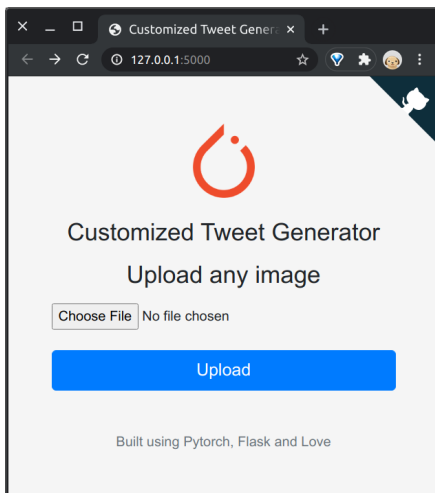 Customized Tweet Genera
127.0.0.1:5000
Customized Tweet Generator
Upload any image
Choose File No file chosen
Upload
Built using Pytorch, Flask and Love